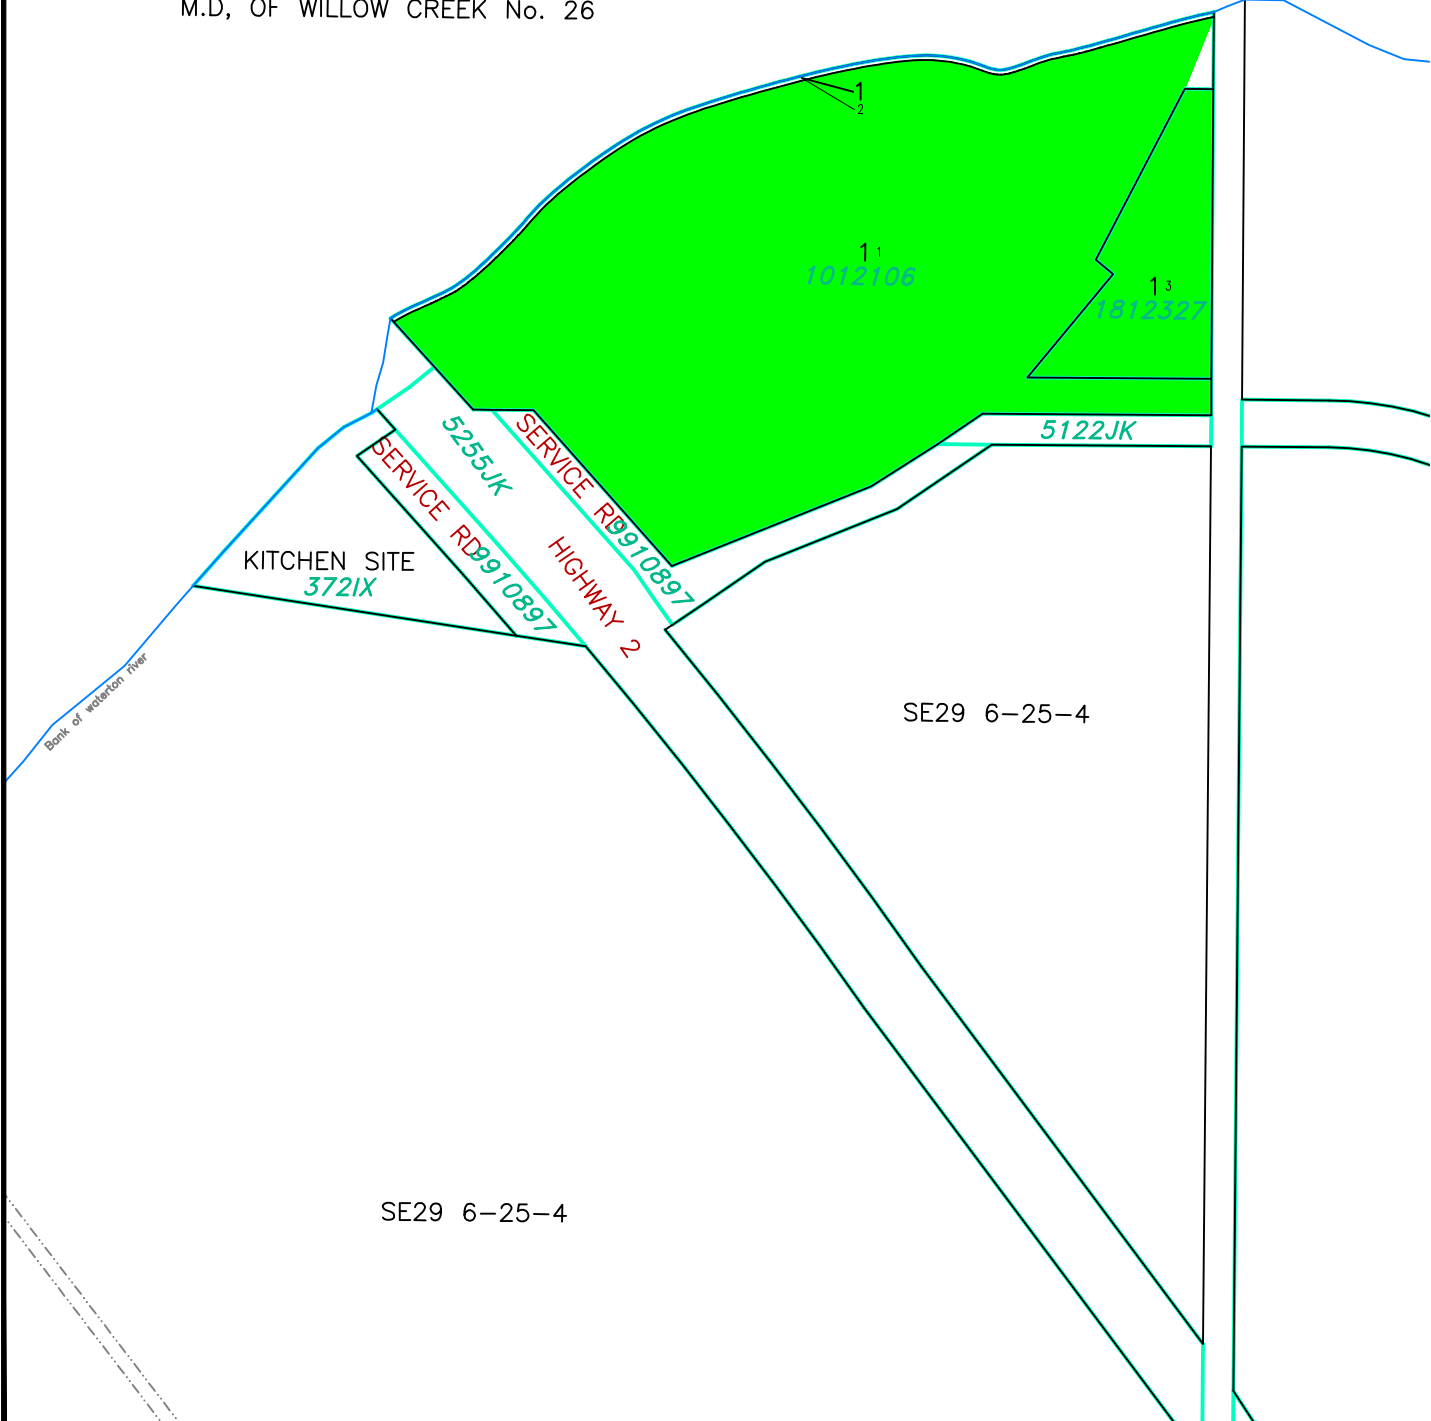 M.D, OF WILLOW CREEK No. 26
1
2
1 1
1012106
1 3
1812327
5122JK
5255JK
SERVICE RD
9910897
SERVICE RD
9910897
HIGHWAY 2
KITCHEN SITE
372IX
Bank of waterton river
SE29 6-25-4
SE29 6-25-4